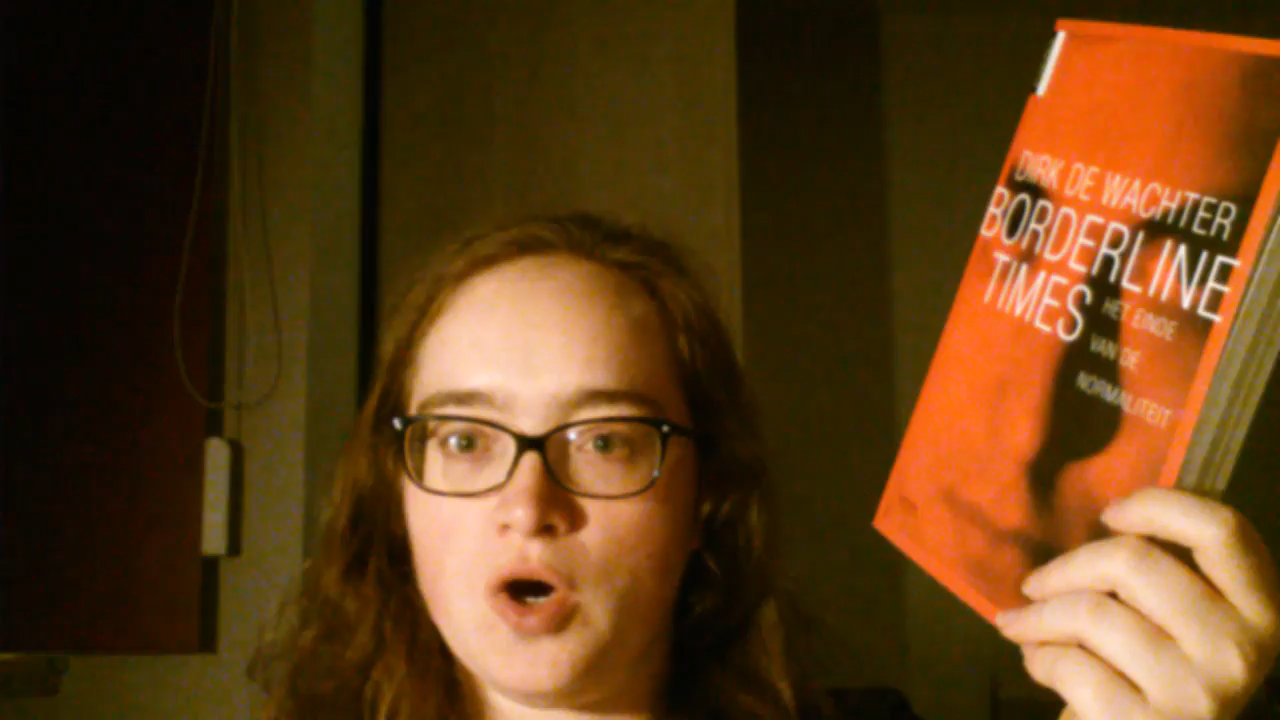 DIRK DE WACHTER
BORDERLINE
TIMES
HET EINDE
VAN DE
NORMALITEIT